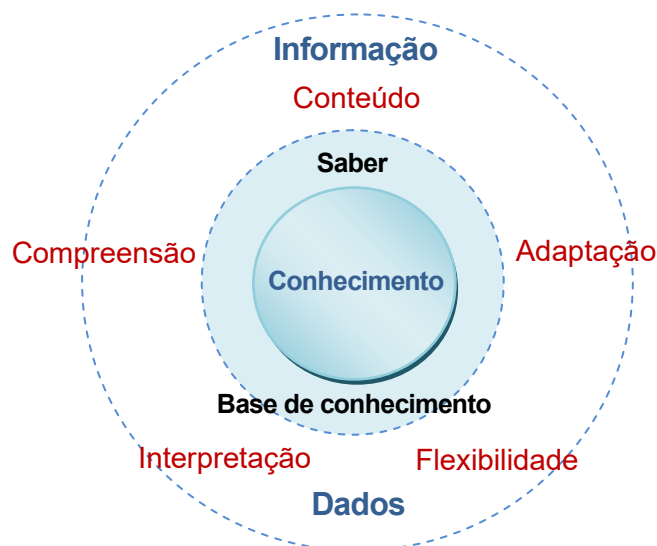 Informação
Conteúdo
Saber
Compreensão
Adaptação
Conhecimento
Base de conhecimento
Interpretação
Flexibilidade
Dados